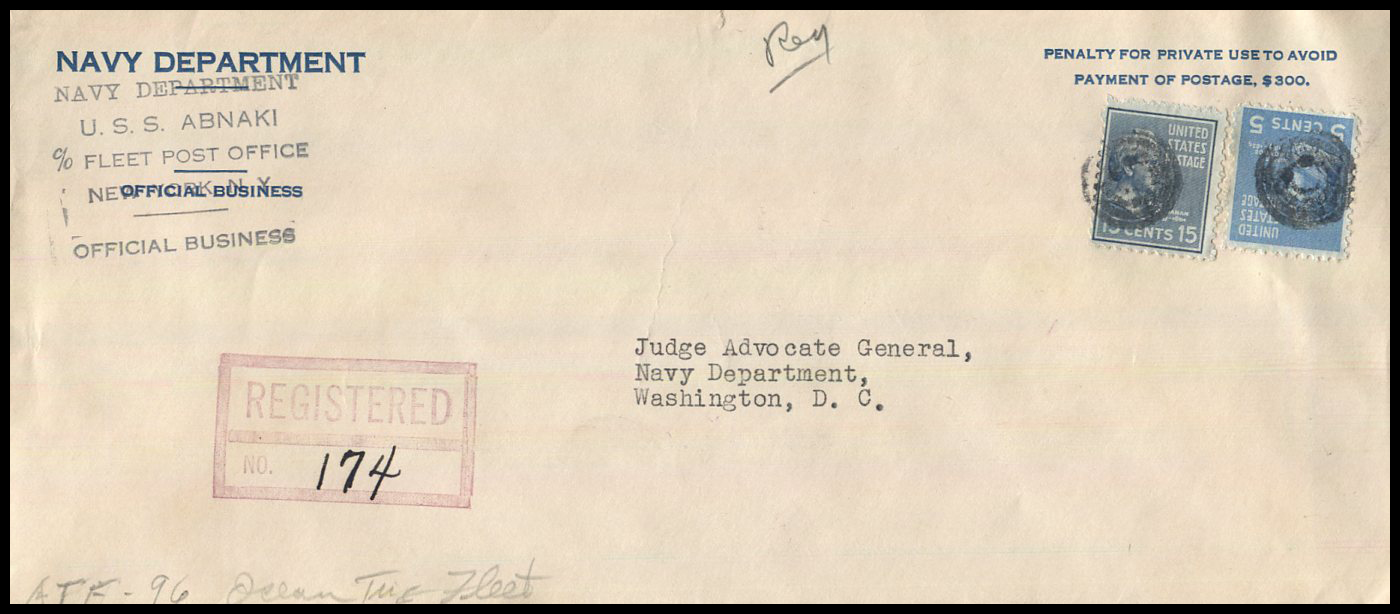 NAVY DEPARTMENT
NAVY DEPARTMENT
U. S. S. ABNAKI
% FLEET POST OFFICE
NEW YORK, N. Y.
OFFICIAL BUSINESS
OFFICIAL BUSINESS
Reg
PENALTY FOR PRIVATE USE TO AVOID
PAYMENT OF POSTAGE, $300.
UNITED
STATES
POSTAGE
15 CENTS 15
5 CENTS 5
UNITED
STATES
POSTAGE
Judge Advocate General,
Navy Department,
Washington, D. C.
REGISTERED
NO. 174
ATF-96 Ocean Tug Fleet